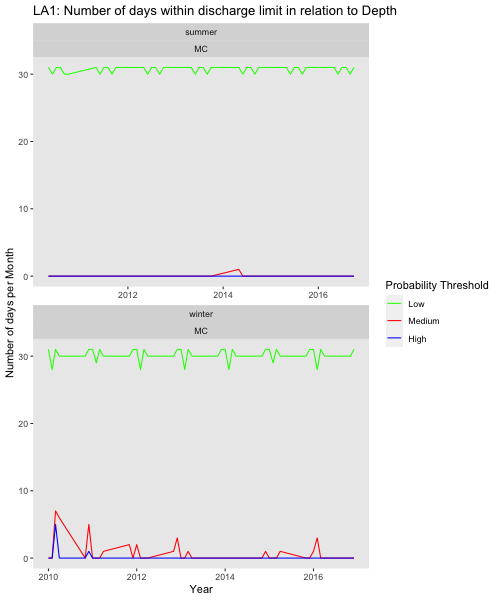 LA1: Number of days within discharge limit in relation to Depth
summer
MC
30
20
10
0
2012 2014 2016
Number of days per Month
winter
MC
30
20
10
0
2010 2012 2014 2016
Year
Probability Threshold
Low
Medium
High